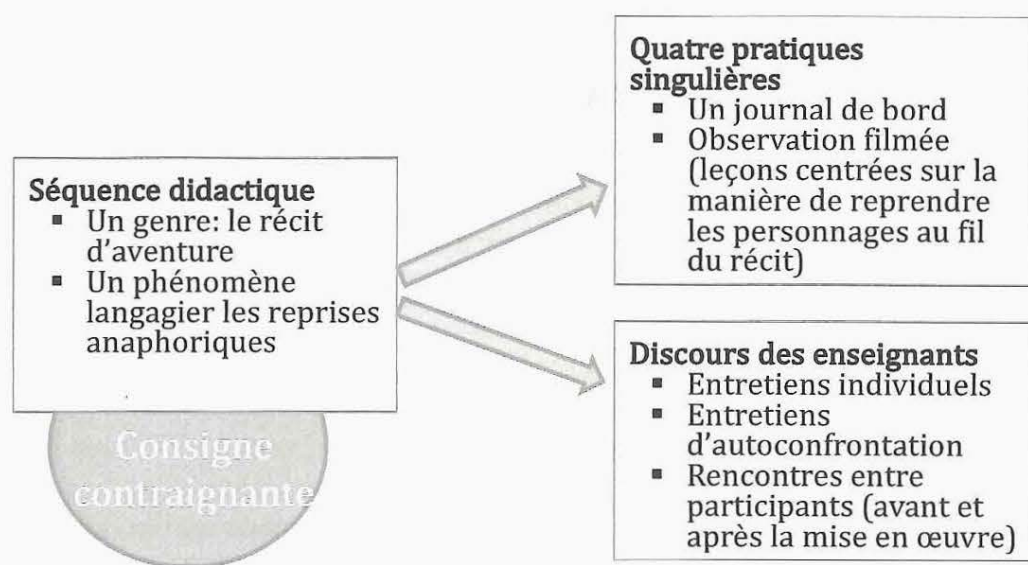 Séquence didactique
▪ Un genre: le récit
d'aventure
▪ Un phénomène
langagier les reprises
anaphoriques
Consigne
contraignante
Quatre pratiques
singulières
▪ Un journal de bord
▪ Observation filmée
(leçons centrées sur la
manière de reprendre
les personnages au fil
du récit)
Discours des enseignants
▪ Entretiens individuels
▪ Entretiens
d'autoconfrontation
▪ Rencontres entre
participants (avant et
après la mise en œuvre)